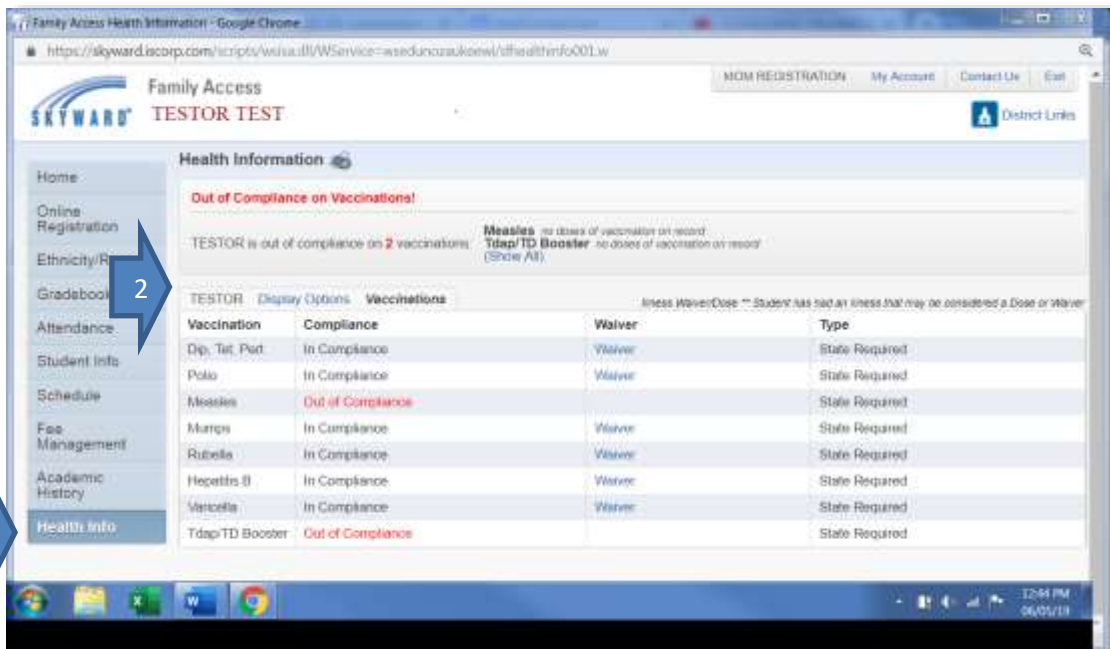 Family Access Health Information - Google Chrome
https://skyward.iscorp.com/scripts/wsisa.dll/WService=wsedunozaukeewi/sfhealthinfo001.w
MOM REGISTRATION My Account Contact Us Exit
SKYWARD
Family Access
TESTOR TEST
District Links
Home
Online Registration
Ethnicity/R
Gradebook
Attendance
Student Info
Schedule
Fee Management
Academic History
Health Info
2
Health Information
Out of Compliance on Vaccinations!
TESTOR is out of compliance on 2 vaccinations:
Measles no doses of vaccination on record
Tdap/TD Booster no doses of vaccination on record
(Show All)
TESTOR Display Options Vaccinations
Illness Waiver/Dose ** Student has had an illness that may be considered a Dose or Waiver
Vaccination Compliance Waiver Type
Dip, Tet, Pert In Compliance Waiver State Required
Polio In Compliance Waiver State Required
Measles Out of Compliance State Required
Mumps In Compliance Waiver State Required
Rubella In Compliance Waiver State Required
Hepatitis B In Compliance Waiver State Required
Varicella In Compliance Waiver State Required
Tdap/TD Booster Out of Compliance State Required
12:44 PM
06/05/19